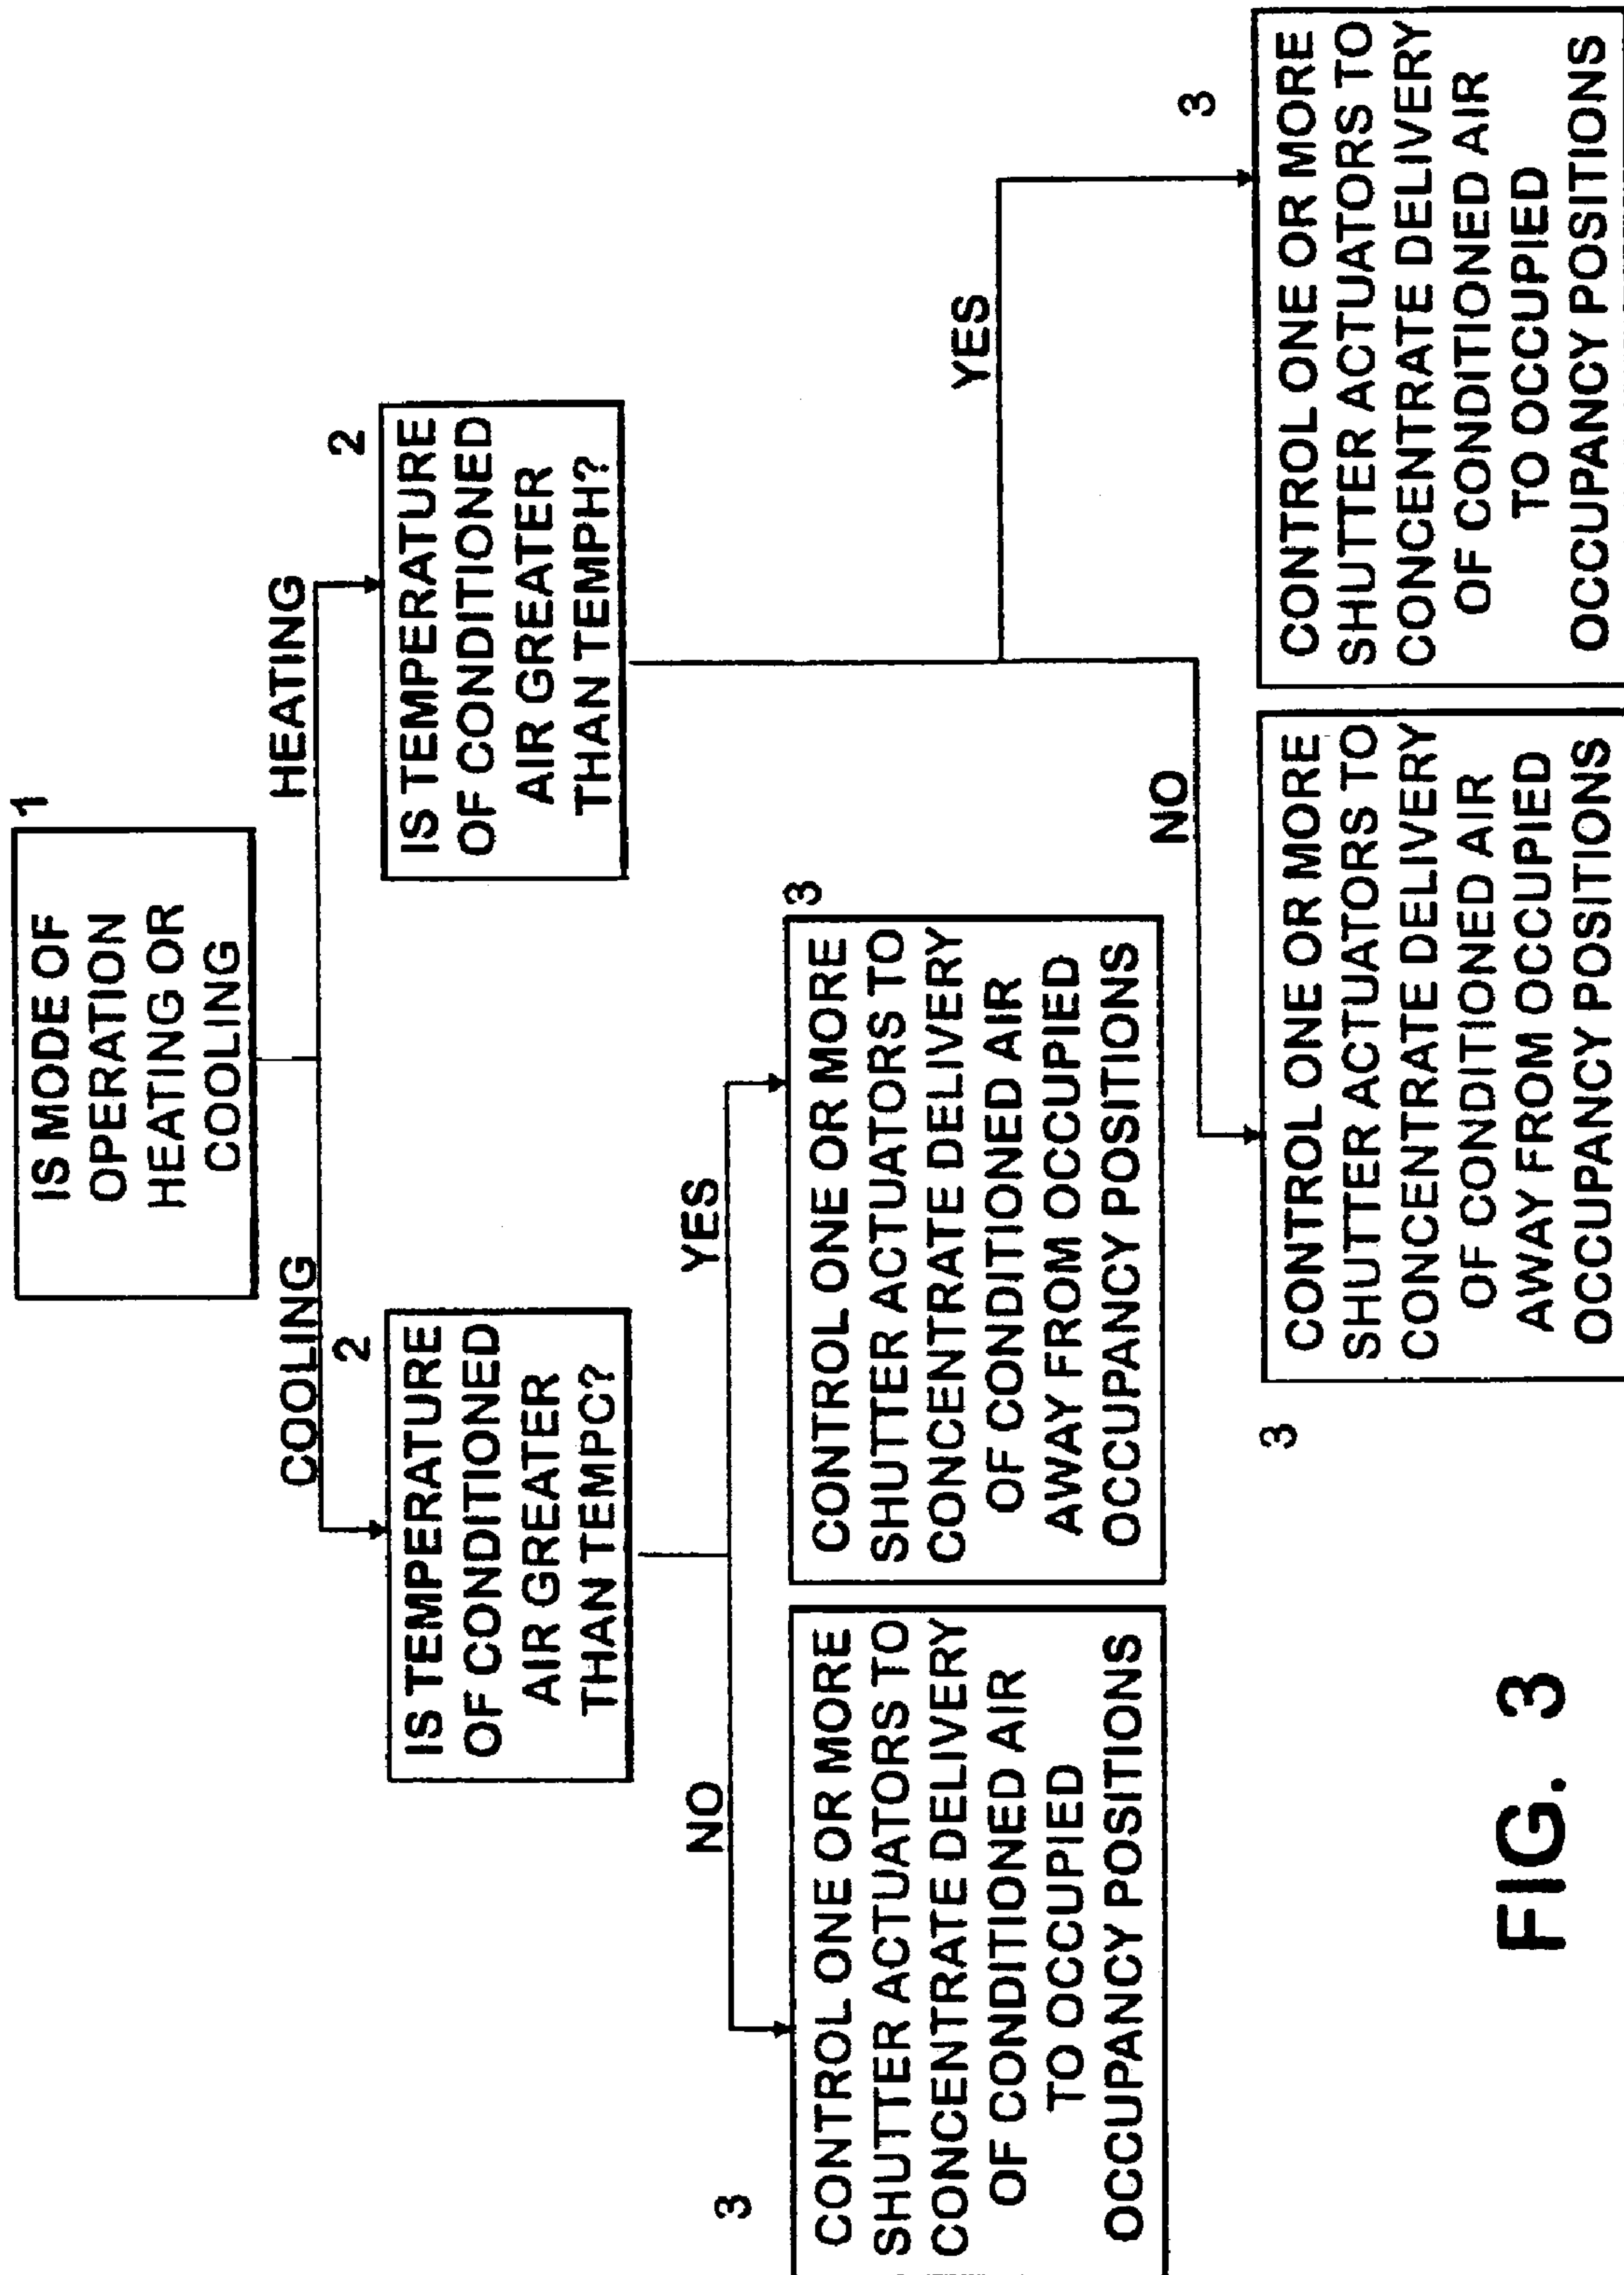 1
IS MODE OF
OPERATION
HEATING OR
COOLING
COOLING
HEATING
2
IS TEMPERATURE
OF CONDITIONED
AIR GREATER
THAN TEMPC?
2
IS TEMPERATURE
OF CONDITIONED
AIR GREATER
THAN TEMPH?
NO
YES
3
CONTROL ONE OR MORE
SHUTTER ACTUATORS TO
CONCENTRATE DELIVERY
OF CONDITIONED AIR
TO OCCUPIED
OCCUPANCY POSITIONS
3
CONTROL ONE OR MORE
SHUTTER ACTUATORS TO
CONCENTRATE DELIVERY
OF CONDITIONED AIR
AWAY FROM OCCUPIED
OCCUPANCY POSITIONS
NO
YES
3
CONTROL ONE OR MORE
SHUTTER ACTUATORS TO
CONCENTRATE DELIVERY
OF CONDITIONED AIR
AWAY FROM OCCUPIED
OCCUPANCY POSITIONS
3
CONTROL ONE OR MORE
SHUTTER ACTUATORS TO
CONCENTRATE DELIVERY
OF CONDITIONED AIR
TO OCCUPIED
OCCUPANCY POSITIONS
FIG. 3